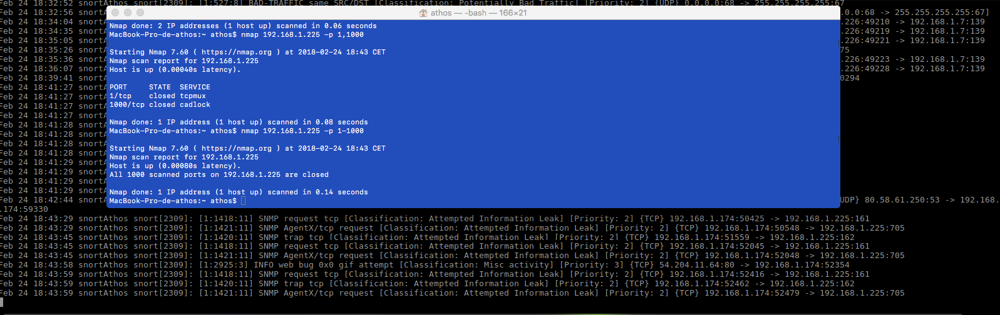 Feb 24 18:32:52 snortAthos snort[2309]: [1:527:8] BAD-TRAFFIC same SRC/DST [Classification: Potentially Bad Traffic] [Priority: 2] {UDP} 0.0.0.0:68 -> 255.255.255.255:67
athos — -bash — 166×21
Feb 24 18:32:56 snortA .0.0:68 -> 255.255.255.255:67]
Feb 24 18:34:04 snortA .226:49210 -> 192.168.1.7:139
Feb 24 18:34:35 snortA .226:49219 -> 192.168.1.7:139
Feb 24 18:35:05 snortA .226:49221 -> 192.168.1.7:139
Feb 24 18:35:26 snortA 75
Feb 24 18:35:36 snortA .226:49223 -> 192.168.1.7:139
Feb 24 18:36:07 snortA .226:49228 -> 192.168.1.7:139
Feb 24 18:39:41 snortA 0294
Feb 24 18:41:27 snortA
Feb 24 18:41:27 snortA
Feb 24 18:41:27 snortA
Feb 24 18:41:27 snortA
Feb 24 18:41:28 snortA
Feb 24 18:41:28 snortA
Feb 24 18:41:28 snortA
Feb 24 18:41:28 snortA
Feb 24 18:41:29 snortA
Feb 24 18:41:29 snortA
Feb 24 18:41:29 snortA
Feb 24 18:41:29 snortA
Nmap done: 2 IP addresses (1 host up) scanned in 0.06 seconds
MacBook-Pro-de-athos:~ athos$ nmap 192.168.1.225 -p 1,1000
Starting Nmap 7.60 ( https://nmap.org ) at 2018-02-24 18:43 CET
Nmap scan report for 192.168.1.225
Host is up (0.00040s latency).
PORT     STATE  SERVICE
1/tcp    closed tcpmux
1000/tcp closed cadlock
Nmap done: 1 IP address (1 host up) scanned in 0.08 seconds
MacBook-Pro-de-athos:~ athos$ nmap 192.168.1.225 -p 1-1000
Starting Nmap 7.60 ( https://nmap.org ) at 2018-02-24 18:43 CET
Nmap scan report for 192.168.1.225
Host is up (0.00080s latency).
All 1000 scanned ports on 192.168.1.225 are closed
Nmap done: 1 IP address (1 host up) scanned in 0.14 seconds
MacBook-Pro-de-athos:~ athos$
Feb 24 18:42:44 snortA UDP} 80.58.61.250:53 -> 192.168.1
.174:59330
Feb 24 18:43:29 snortAthos snort[2309]: [1:1418:11] SNMP request tcp [Classification: Attempted Information Leak] [Priority: 2] {TCP} 192.168.1.174:50425 -> 192.168.1.225:161
Feb 24 18:43:29 snortAthos snort[2309]: [1:1421:11] SNMP AgentX/tcp request [Classification: Attempted Information Leak] [Priority: 2] {TCP} 192.168.1.174:50548 -> 192.168.1.225:705
Feb 24 18:43:45 snortAthos snort[2309]: [1:1420:11] SNMP trap tcp [Classification: Attempted Information Leak] [Priority: 2] {TCP} 192.168.1.174:51559 -> 192.168.1.225:162
Feb 24 18:43:45 snortAthos snort[2309]: [1:1418:11] SNMP request tcp [Classification: Attempted Information Leak] [Priority: 2] {TCP} 192.168.1.174:52045 -> 192.168.1.225:161
Feb 24 18:43:45 snortAthos snort[2309]: [1:1421:11] SNMP AgentX/tcp request [Classification: Attempted Information Leak] [Priority: 2] {TCP} 192.168.1.174:52048 -> 192.168.1.225:705
Feb 24 18:43:58 snortAthos snort[2309]: [1:2925:3] INFO web bug 0x0 gif attempt [Classification: Misc activity] [Priority: 3] {TCP} 54.204.11.64:80 -> 192.168.1.174:52354
Feb 24 18:43:59 snortAthos snort[2309]: [1:1418:11] SNMP request tcp [Classification: Attempted Information Leak] [Priority: 2] {TCP} 192.168.1.174:52416 -> 192.168.1.225:161
Feb 24 18:43:59 snortAthos snort[2309]: [1:1420:11] SNMP trap tcp [Classification: Attempted Information Leak] [Priority: 2] {TCP} 192.168.1.174:52462 -> 192.168.1.225:162
Feb 24 18:43:59 snortAthos snort[2309]: [1:1421:11] SNMP AgentX/tcp request [Classification: Attempted Information Leak] [Priority: 2] {TCP} 192.168.1.174:52479 -> 192.168.1.225:705